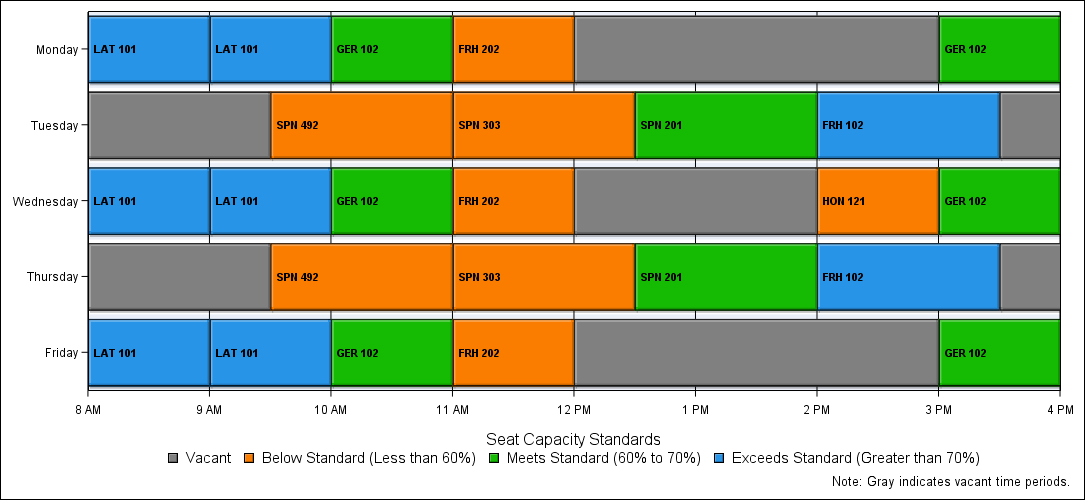 Monday LAT 101 LAT 101 GER 102 FRH 202 GER 102
Tuesday SPN 492 SPN 303 SPN 201 FRH 102
Wednesday LAT 101 LAT 101 GER 102 FRH 202 HON 121 GER 102
Thursday SPN 492 SPN 303 SPN 201 FRH 102
Friday LAT 101 LAT 101 GER 102 FRH 202 GER 102
8 AM 9 AM 10 AM 11 AM 12 PM 1 PM 2 PM 3 PM 4 PM
Seat Capacity Standards
Vacant Below Standard (Less than 60%) Meets Standard (60% to 70%) Exceeds Standard (Greater than 70%)
Note: Gray indicates vacant time periods.